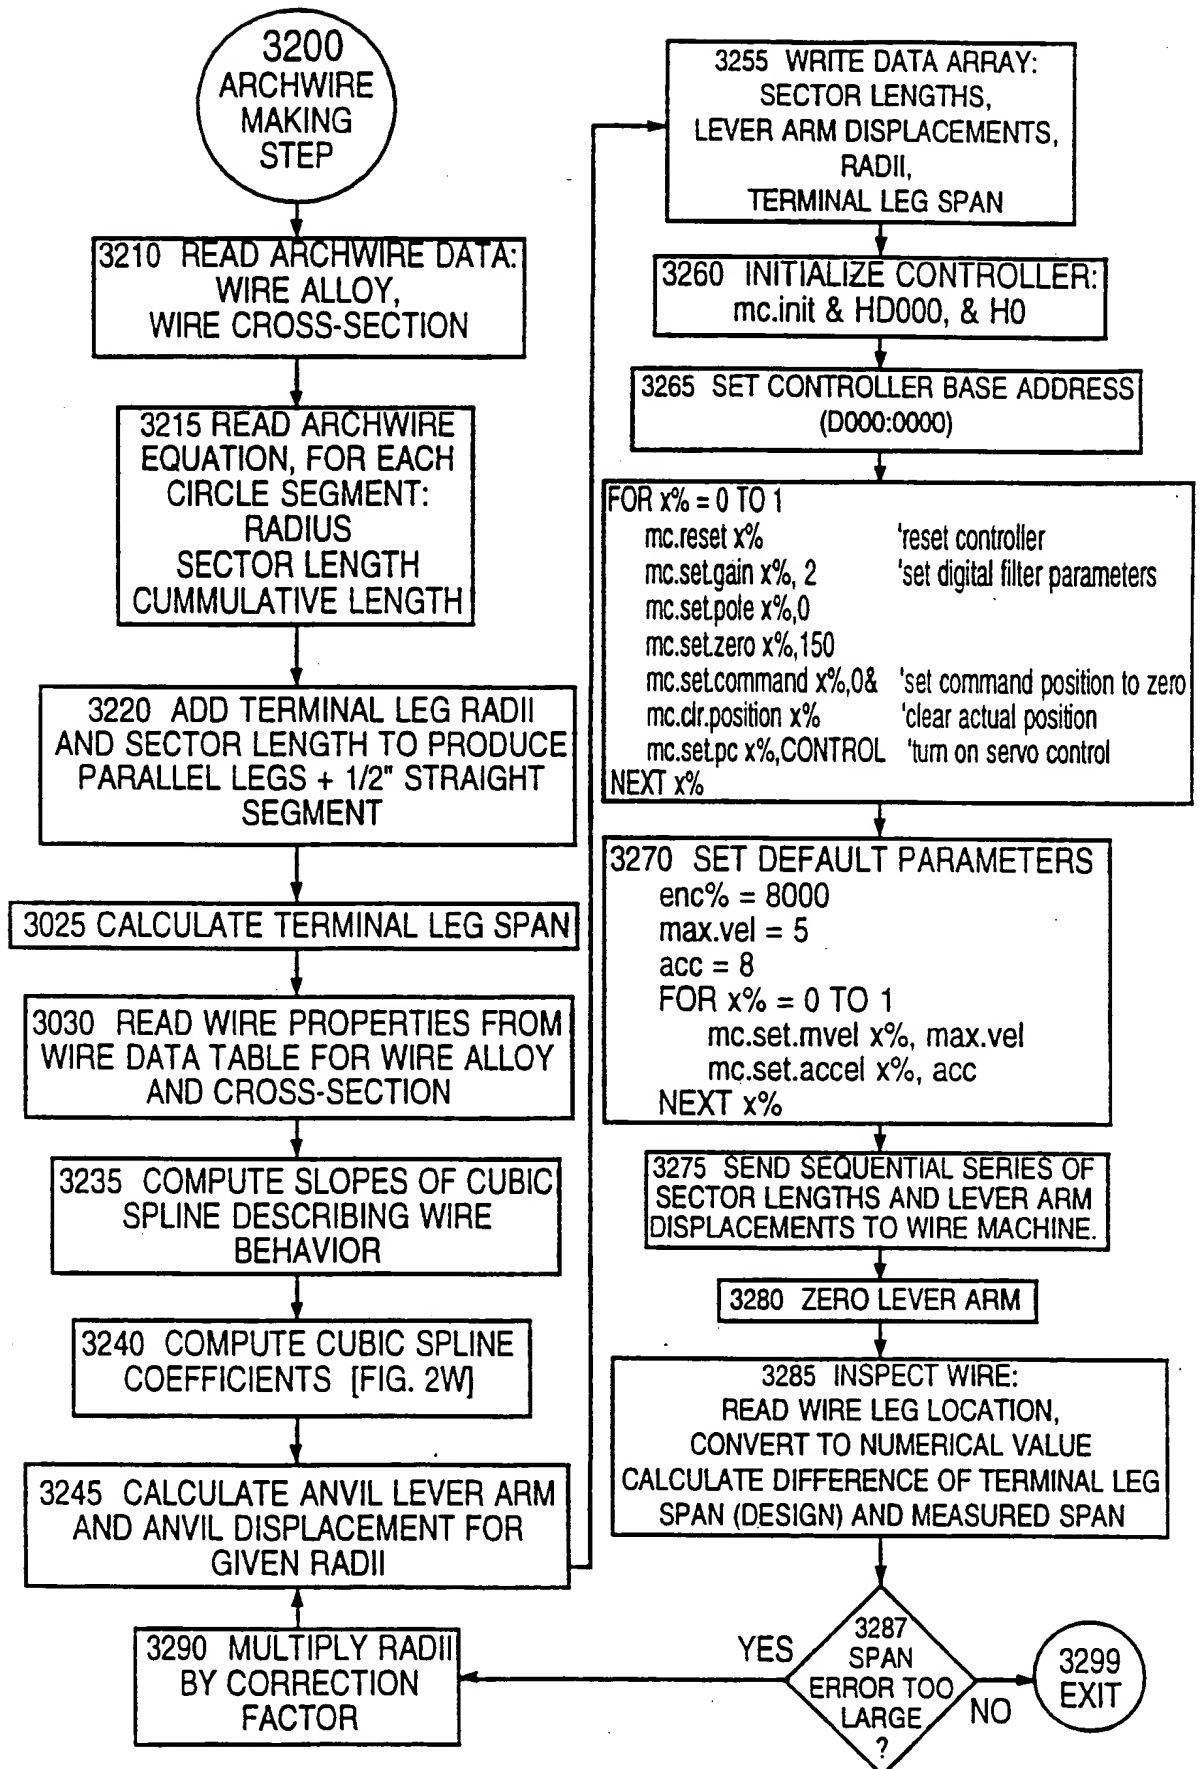 3200
ARCHWIRE
MAKING
STEP
3210 READ ARCHWIRE DATA:
WIRE ALLOY,
WIRE CROSS-SECTION
3215 READ ARCHWIRE
EQUATION, FOR EACH
CIRCLE SEGMENT:
RADIUS
SECTOR LENGTH
CUMMULATIVE LENGTH
3220 ADD TERMINAL LEG RADII
AND SECTOR LENGTH TO PRODUCE
PARALLEL LEGS + 1/2" STRAIGHT
SEGMENT
3025 CALCULATE TERMINAL LEG SPAN
3030 READ WIRE PROPERTIES FROM
WIRE DATA TABLE FOR WIRE ALLOY
AND CROSS-SECTION
3235 COMPUTE SLOPES OF CUBIC
SPLINE DESCRIBING WIRE
BEHAVIOR
3240 COMPUTE CUBIC SPLINE
COEFFICIENTS [FIG. 2W]
3245 CALCULATE ANVIL LEVER ARM
AND ANVIL DISPLACEMENT FOR
GIVEN RADII
3290 MULTIPLY RADII
BY CORRECTION
FACTOR
3255 WRITE DATA ARRAY:
SECTOR LENGTHS,
LEVER ARM DISPLACEMENTS,
RADII,
TERMINAL LEG SPAN
3260 INITIALIZE CONTROLLER:
mc.init & HD000, & H0
3265 SET CONTROLLER BASE ADDRESS
(D000:0000)
FOR x% = 0 TO 1
mc.reset x% 'reset controller
mc.set.gain x%, 2 'set digital filter parameters
mc.set.pole x%,0
mc.set.zero x%,150
mc.set.command x%,0& 'set command position to zero
mc.clr.position x% 'clear actual position
mc.set.pc x%,CONTROL 'turn on servo control
NEXT x%
3270 SET DEFAULT PARAMETERS
enc% = 8000
max.vel = 5
acc = 8
FOR x% = 0 TO 1
mc.set.mvel x%, max.vel
mc.set.accel x%, acc
NEXT x%
3275 SEND SEQUENTIAL SERIES OF
SECTOR LENGTHS AND LEVER ARM
DISPLACEMENTS TO WIRE MACHINE.
3280 ZERO LEVER ARM
3285 INSPECT WIRE:
READ WIRE LEG LOCATION,
CONVERT TO NUMERICAL VALUE
CALCULATE DIFFERENCE OF TERMINAL LEG
SPAN (DESIGN) AND MEASURED SPAN
3287
SPAN
ERROR TOO
LARGE
?
YES
NO
3299
EXIT